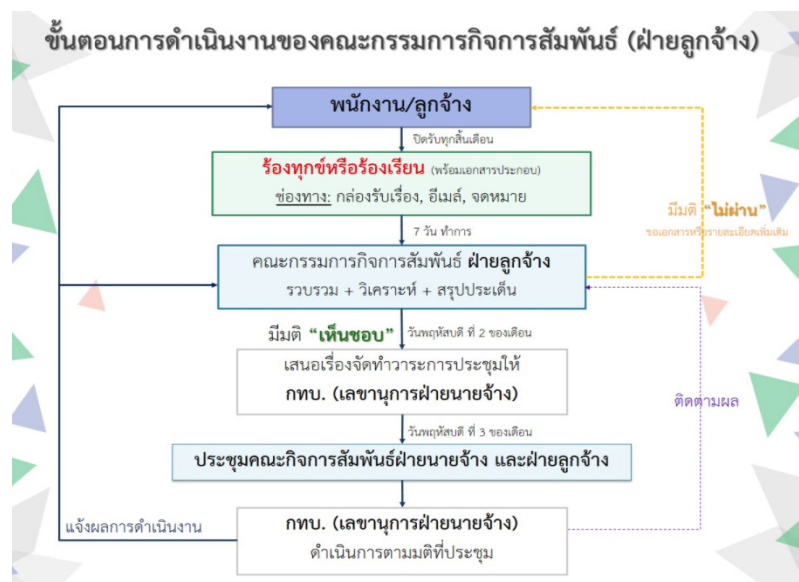 ขั้นตอนการดำเนินงานของคณะกรรมการกิจการสัมพันธ์ (ฝ่ายลูกจ้าง)
พนักงาน/ลูกจ้าง
ปิดรับทุกสิ้นเดือน
ร้องทุกข์หรือร้องเรียน (พร้อมเอกสารประกอบ)
ช่องทาง: กล่องรับเรื่อง, อีเมล์, จดหมาย
มีมติ “ไม่ผ่าน”
ขอเอกสารหรือรายละเอียดเพิ่มเติม
7 วัน ทำการ
คณะกรรมการกิจการสัมพันธ์ ฝ่ายลูกจ้าง
รวบรวม + วิเคราะห์ + สรุปประเด็น
มีมติ “เห็นชอบ”
วันพฤหัสบดี ที่ 2 ของเดือน
เสนอเรื่องจัดทำวาระการประชุมให้
กทบ. (เลขานุการฝ่ายนายจ้าง)
ติดตามผล
วันพฤหัสบดี ที่ 3 ของเดือน
ประชุมคณะกิจการสัมพันธ์ฝ่ายนายจ้าง และฝ่ายลูกจ้าง
แจ้งผลการดำเนินงาน
กทบ. (เลขานุการฝ่ายนายจ้าง)
ดำเนินการตามมติที่ประชุม